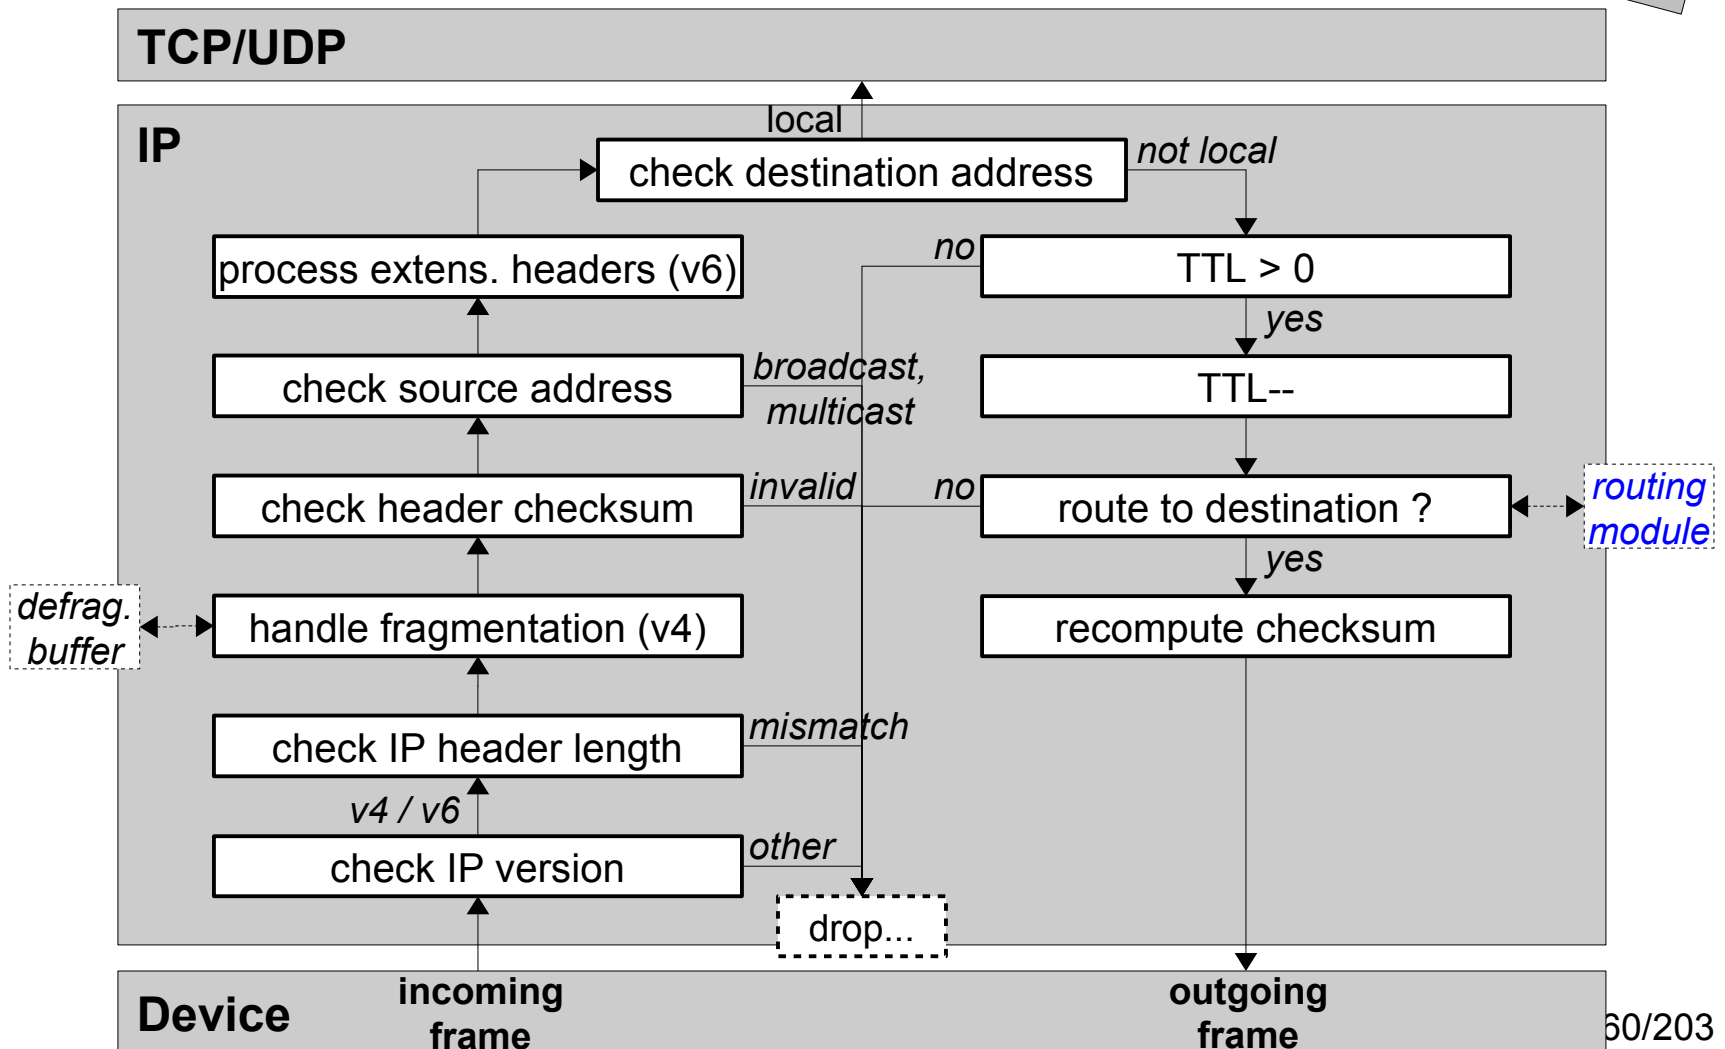 TCP/UDP
IP
local
check destination address
not local
process extens. headers (v6)
no
TTL > 0
yes
check source address
broadcast,
multicast
TTL--
check header checksum
invalid
no
route to destination ?
routing
module
yes
defrag.
buffer
handle fragmentation (v4)
recompute checksum
check IP header length
mismatch
v4 / v6
check IP version
other
drop...
Device
incoming
frame
outgoing
frame
60/203